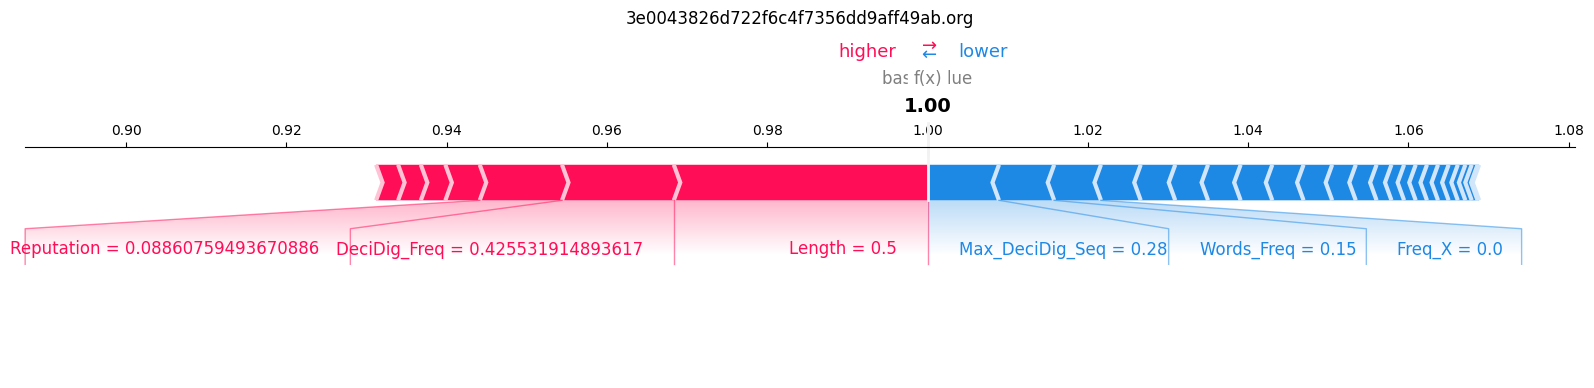 3e0043826d722f6c4f7356dd9aff49ab.org
higher → ← lower
bas f(x) lue
1.00
0.90 0.92 0.94 0.96 0.98 1.00 1.02 1.04 1.06 1.08
Reputation = 0.08860759493670886 DeciDig_Freq = 0.425531914893617 Length = 0.5 Max_DeciDig_Seq = 0.28 Words_Freq = 0.15 Freq_X = 0.0